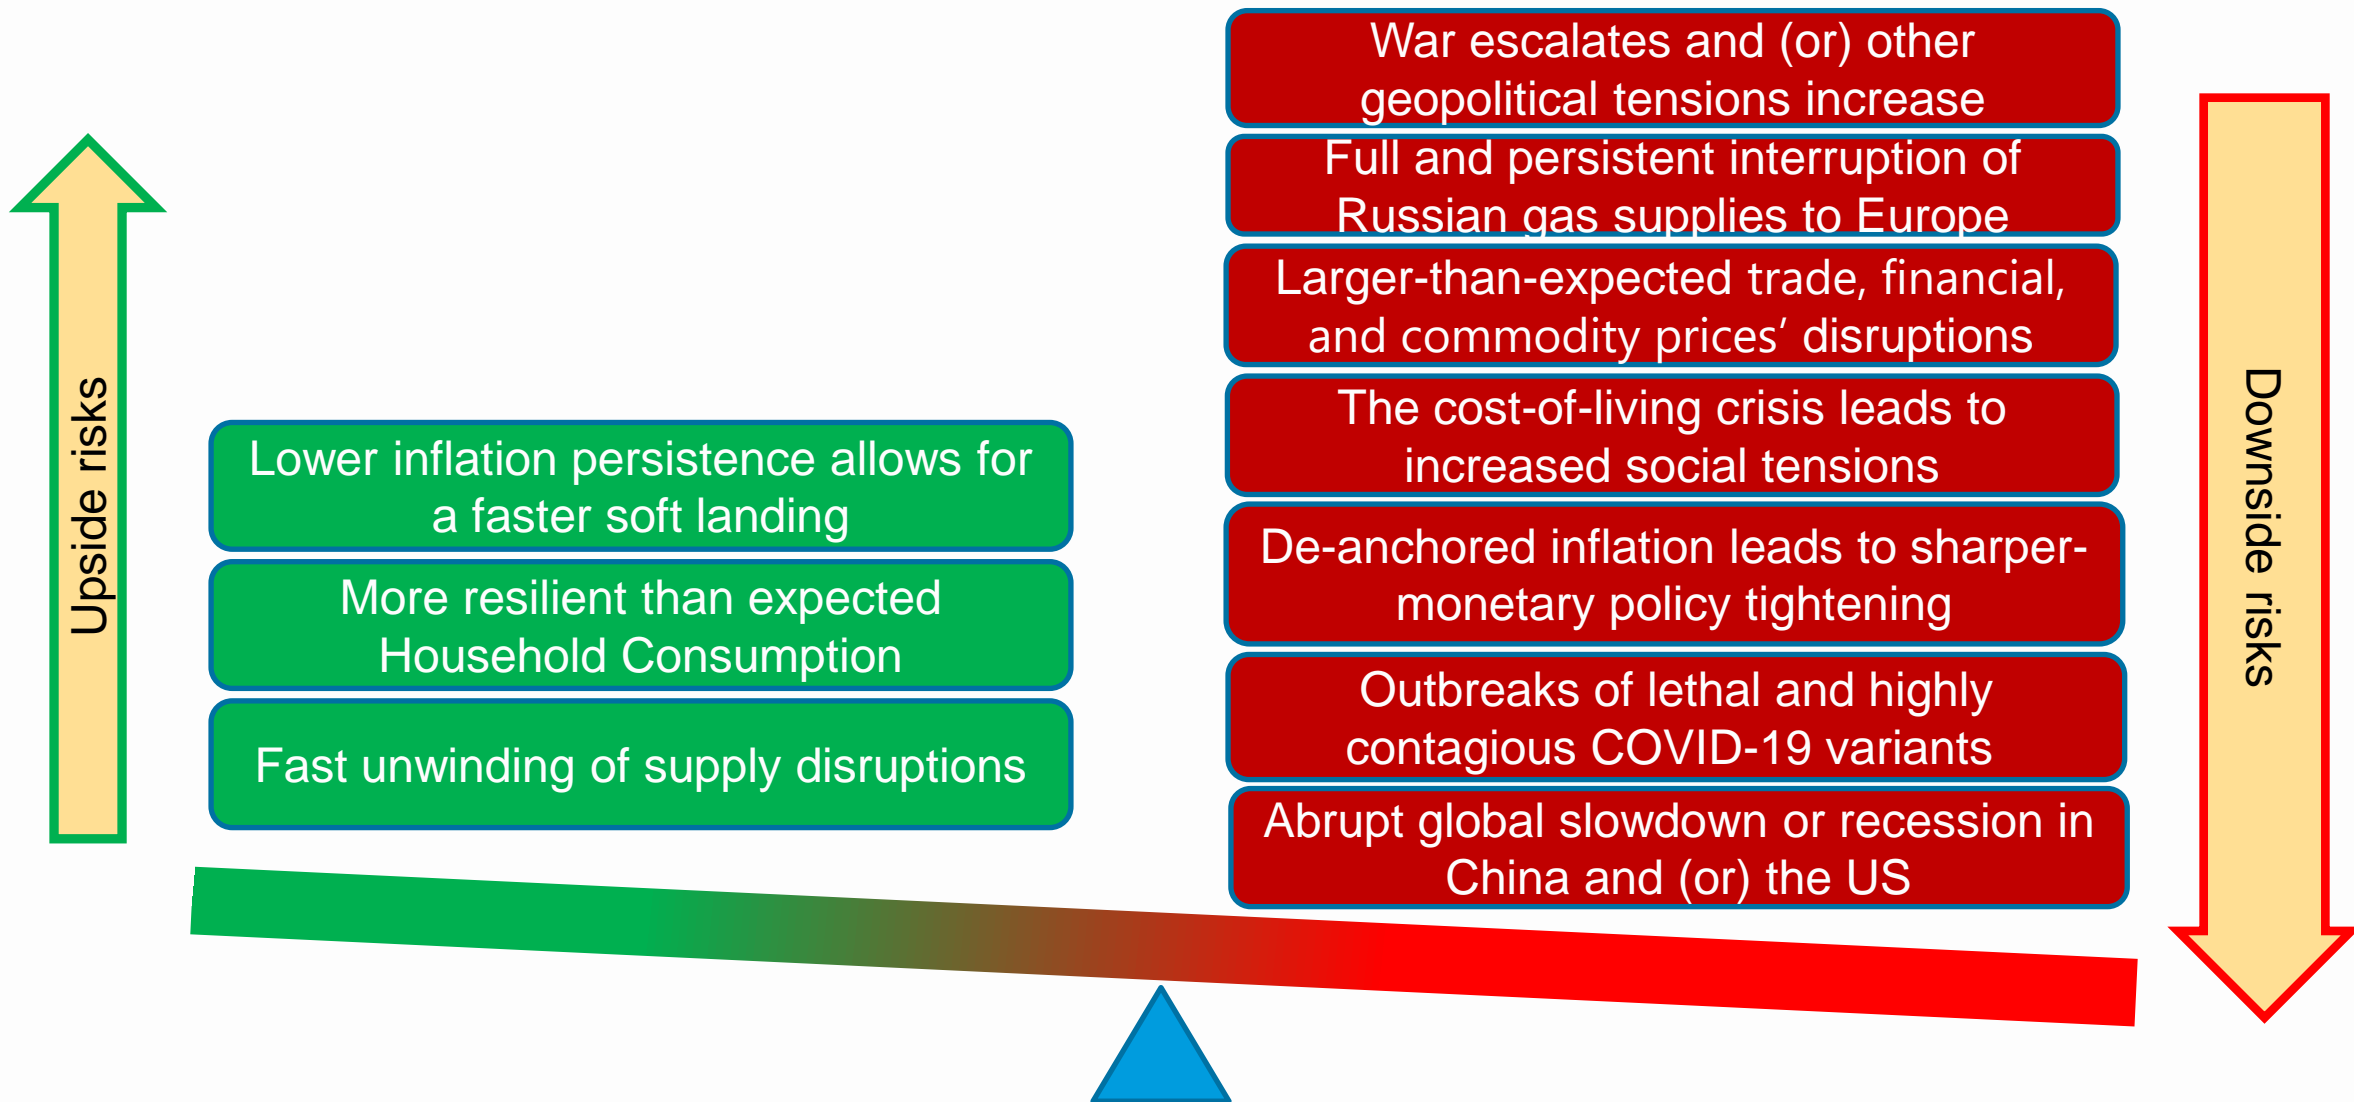 Upside risks
Lower inflation persistence allows for
a faster soft landing
More resilient than expected
Household Consumption
Fast unwinding of supply disruptions
War escalates and (or) other
geopolitical tensions increase
Full and persistent interruption of
Russian gas supplies to Europe
Larger-than-expected trade, financial,
and commodity prices’ disruptions
The cost-of-living crisis leads to
increased social tensions
De-anchored inflation leads to sharper-
monetary policy tightening
Outbreaks of lethal and highly
contagious COVID-19 variants
Abrupt global slowdown or recession in
China and (or) the US
Downside risks